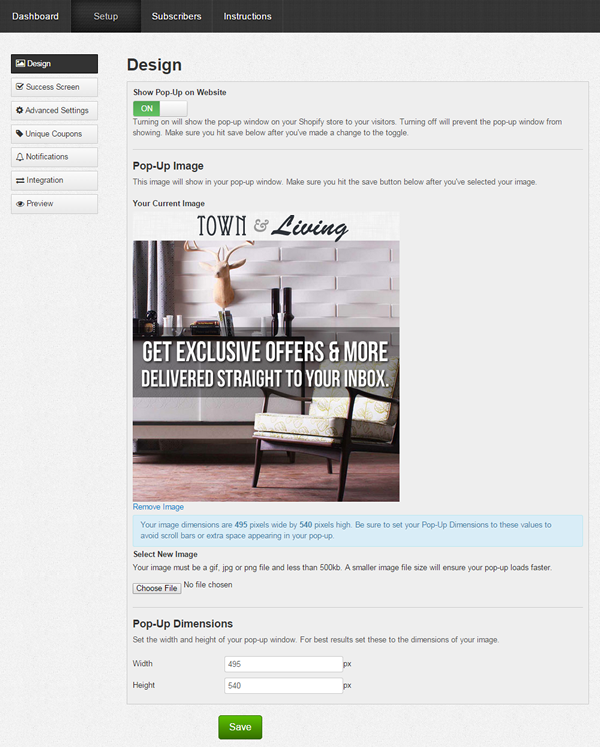 Dashboard Setup Subscribers Instructions
Design
Success Screen
Advanced Settings
Unique Coupons
Notifications
Integration
Preview
Design
Show Pop-Up on Website
ON
Turning on will show the pop-up window on your Shopify store to your visitors. Turning off will prevent the pop-up window from
showing. Make sure you hit save below after you've made a change to the toggle.
Pop-Up Image
This image will show in your pop-up window. Make sure you hit the save button below after you've selected your image.
Your Current Image
TOWN & Living
GET EXCLUSIVE OFFERS & MORE
DELIVERED STRAIGHT TO YOUR INBOX.
Remove Image
Your image dimensions are 495 pixels wide by 540 pixels high. Be sure to set your Pop-Up Dimensions to these values to
avoid scroll bars or extra space appearing in your pop-up.
Select New Image
Your image must be a gif, jpg or png file and less than 500kb. A smaller image file size will ensure your pop-up loads faster.
Choose File No file chosen
Pop-Up Dimensions
Set the width and height of your pop-up window. For best results set these to the dimensions of your image.
Width 495 px
Height 540 px
Save